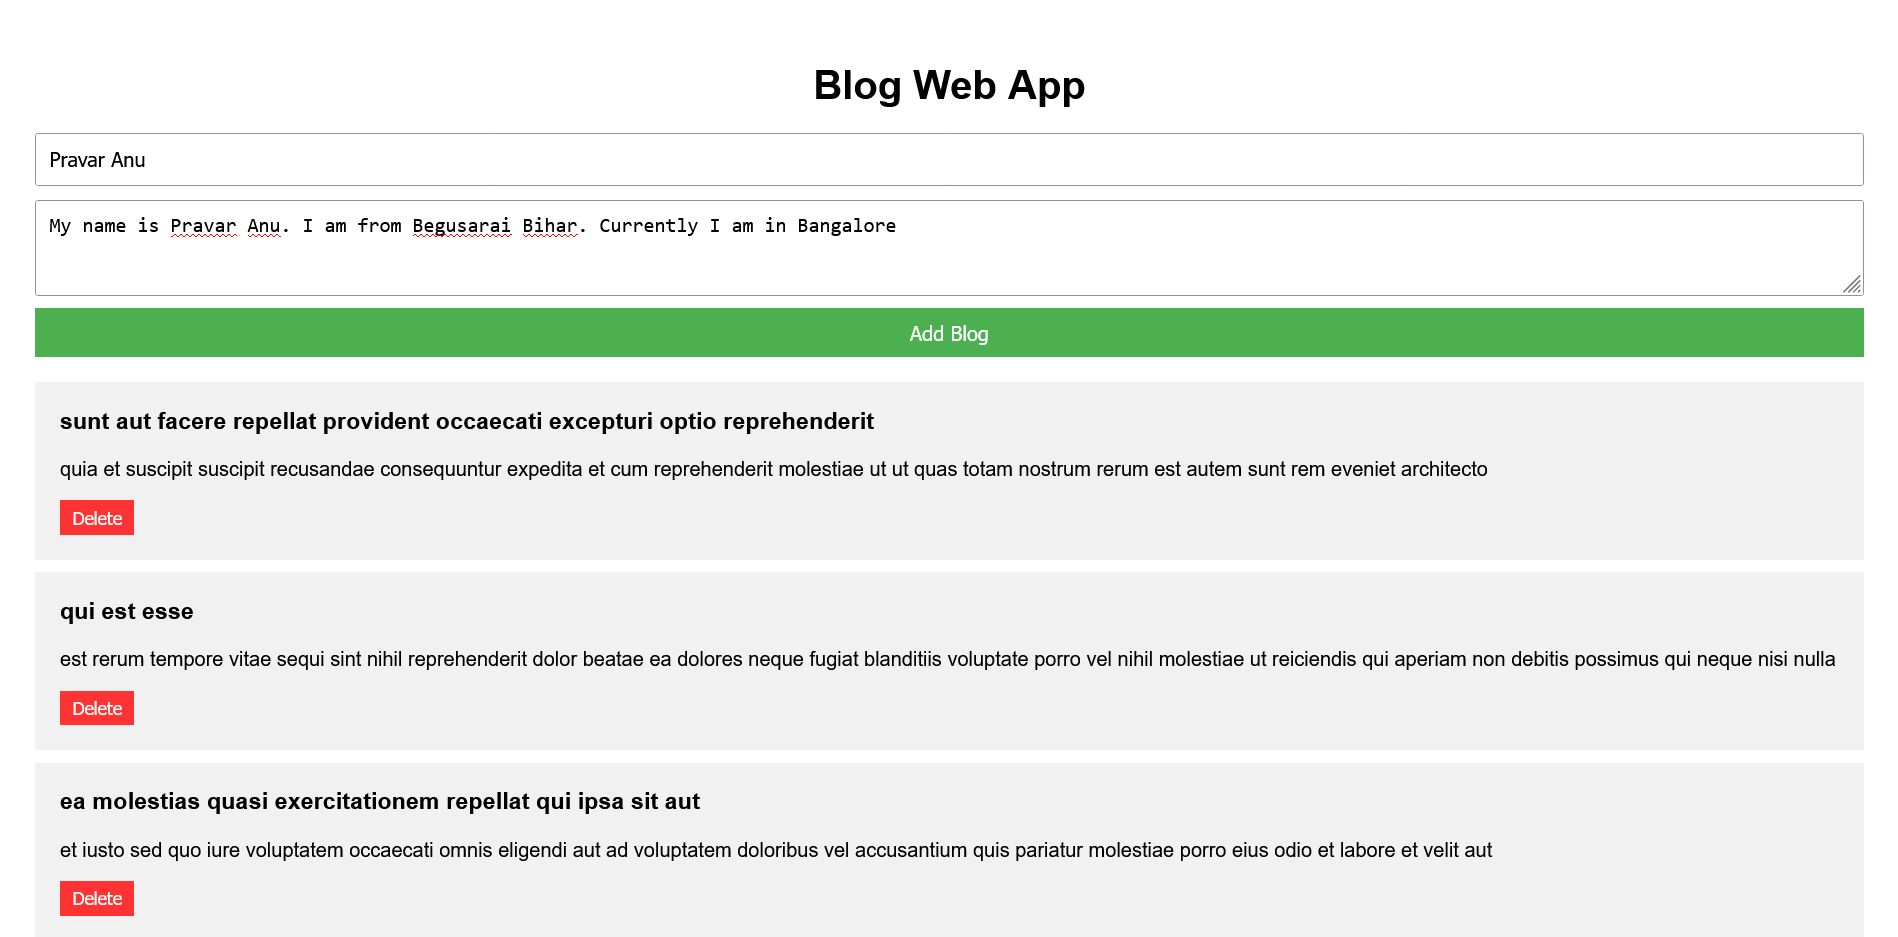 Blog Web App
Pravar Anu
My name is Pravar Anu. I am from Begusarai Bihar. Currently I am in Bangalore
Add Blog
sunt aut facere repellat provident occaecati excepturi optio reprehenderit
quia et suscipit suscipit recusandae consequuntur expedita et cum reprehenderit molestiae ut ut quas totam nostrum rerum est autem sunt rem eveniet architecto
Delete
qui est esse
est rerum tempore vitae sequi sint nihil reprehenderit dolor beatae ea dolores neque fugiat blanditiis voluptate porro vel nihil molestiae ut reiciendis qui aperiam non debitis possimus qui neque nisi nulla
Delete
ea molestias quasi exercitationem repellat qui ipsa sit aut
et iusto sed quo iure voluptatem occaecati omnis eligendi aut ad voluptatem doloribus vel accusantium quis pariatur molestiae porro eius odio et labore et velit aut
Delete